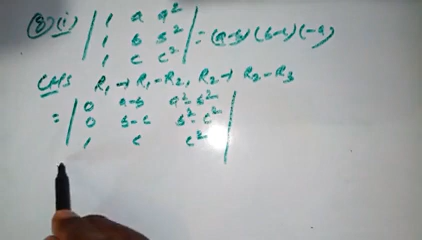 Q(i) | 1 a a² |
| 1 b b² | = (a-b)(b-c)(c-a)
| 1 c c² |
LHS R₁→R₁-R₂, R₂→R₂-R₃
| 0 a-b a²-b² |
= | 0 b-c b²-c² |
| 1 c c² |